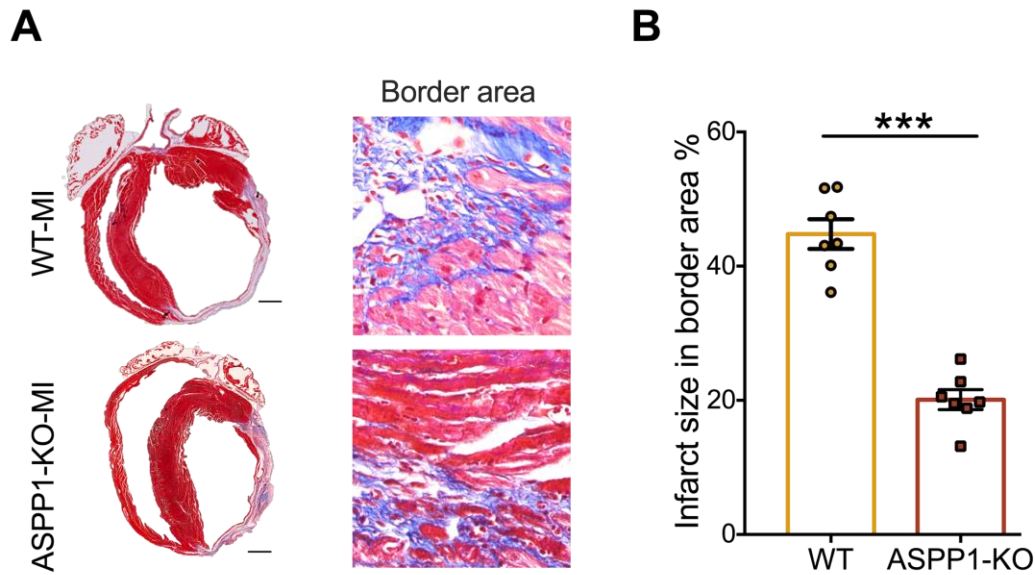 A
Border area
WT-MI
ASPP1-KO-MI
B
Infarct size in border area %
60
40
20
0
***
WT
ASPP1-KO